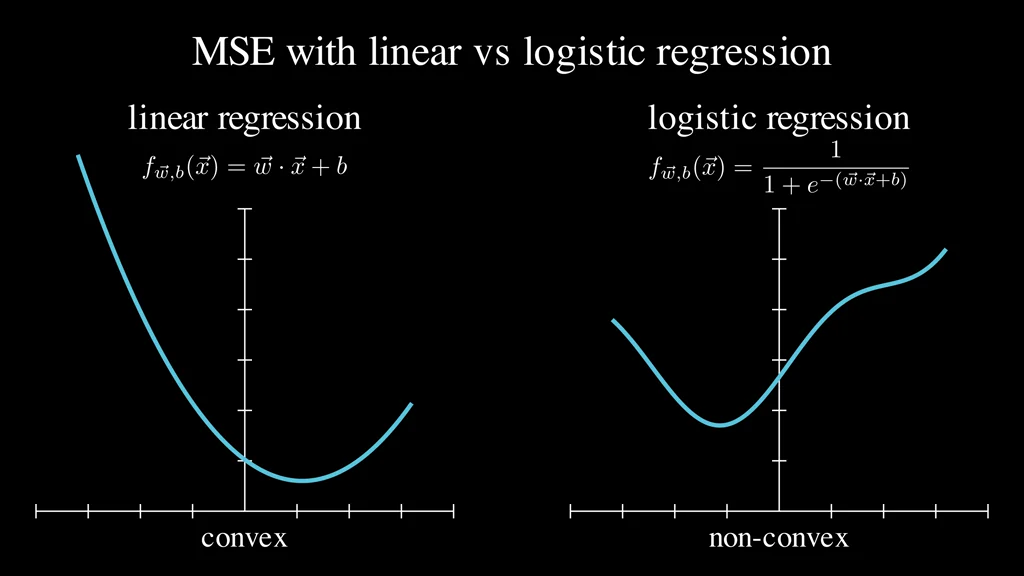 MSE with linear vs logistic regression
linear regression
f_{\vec{w},b}(\vec{x}) = \vec{w} \cdot \vec{x} + b
convex
logistic regression
f_{\vec{w},b}(\vec{x}) = \frac{1}{1 + e^{-(\vec{w} \cdot \vec{x} + b)}}
non-convex